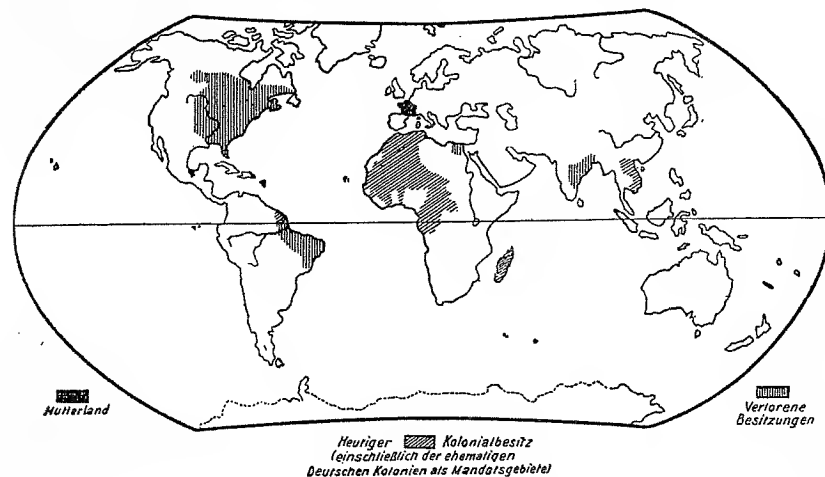 Mutterland
Verlorene
Besitzungen
Heutiger Kolonialbesitz
(einschließlich der ehemaligen
Deutschen Kolonien als Mandatsgebiete)